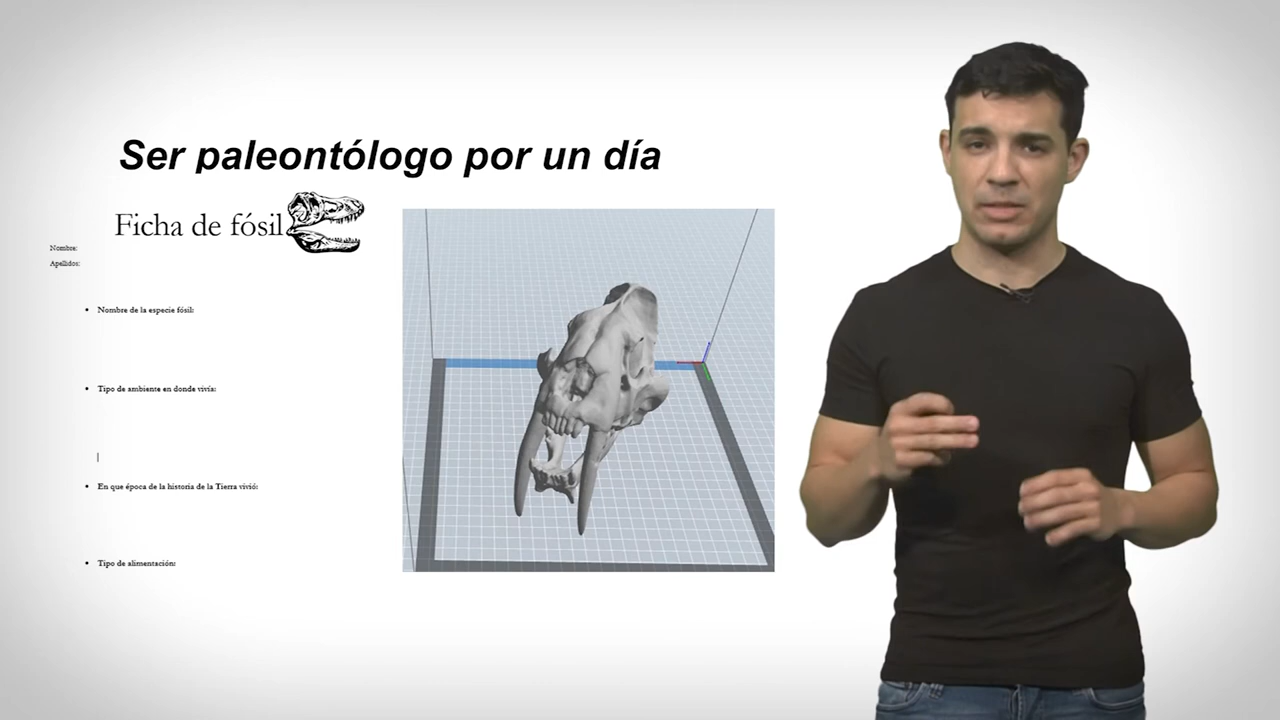 Ser paleontólogo por un día
Ficha de fósil
Nombre:
Apellidos:
• Nombre de la especie fósil:
• Tipo de ambiente en donde vivía:
• En que época de la historia de la Tierra vivió:
• Tipo de alimentación: